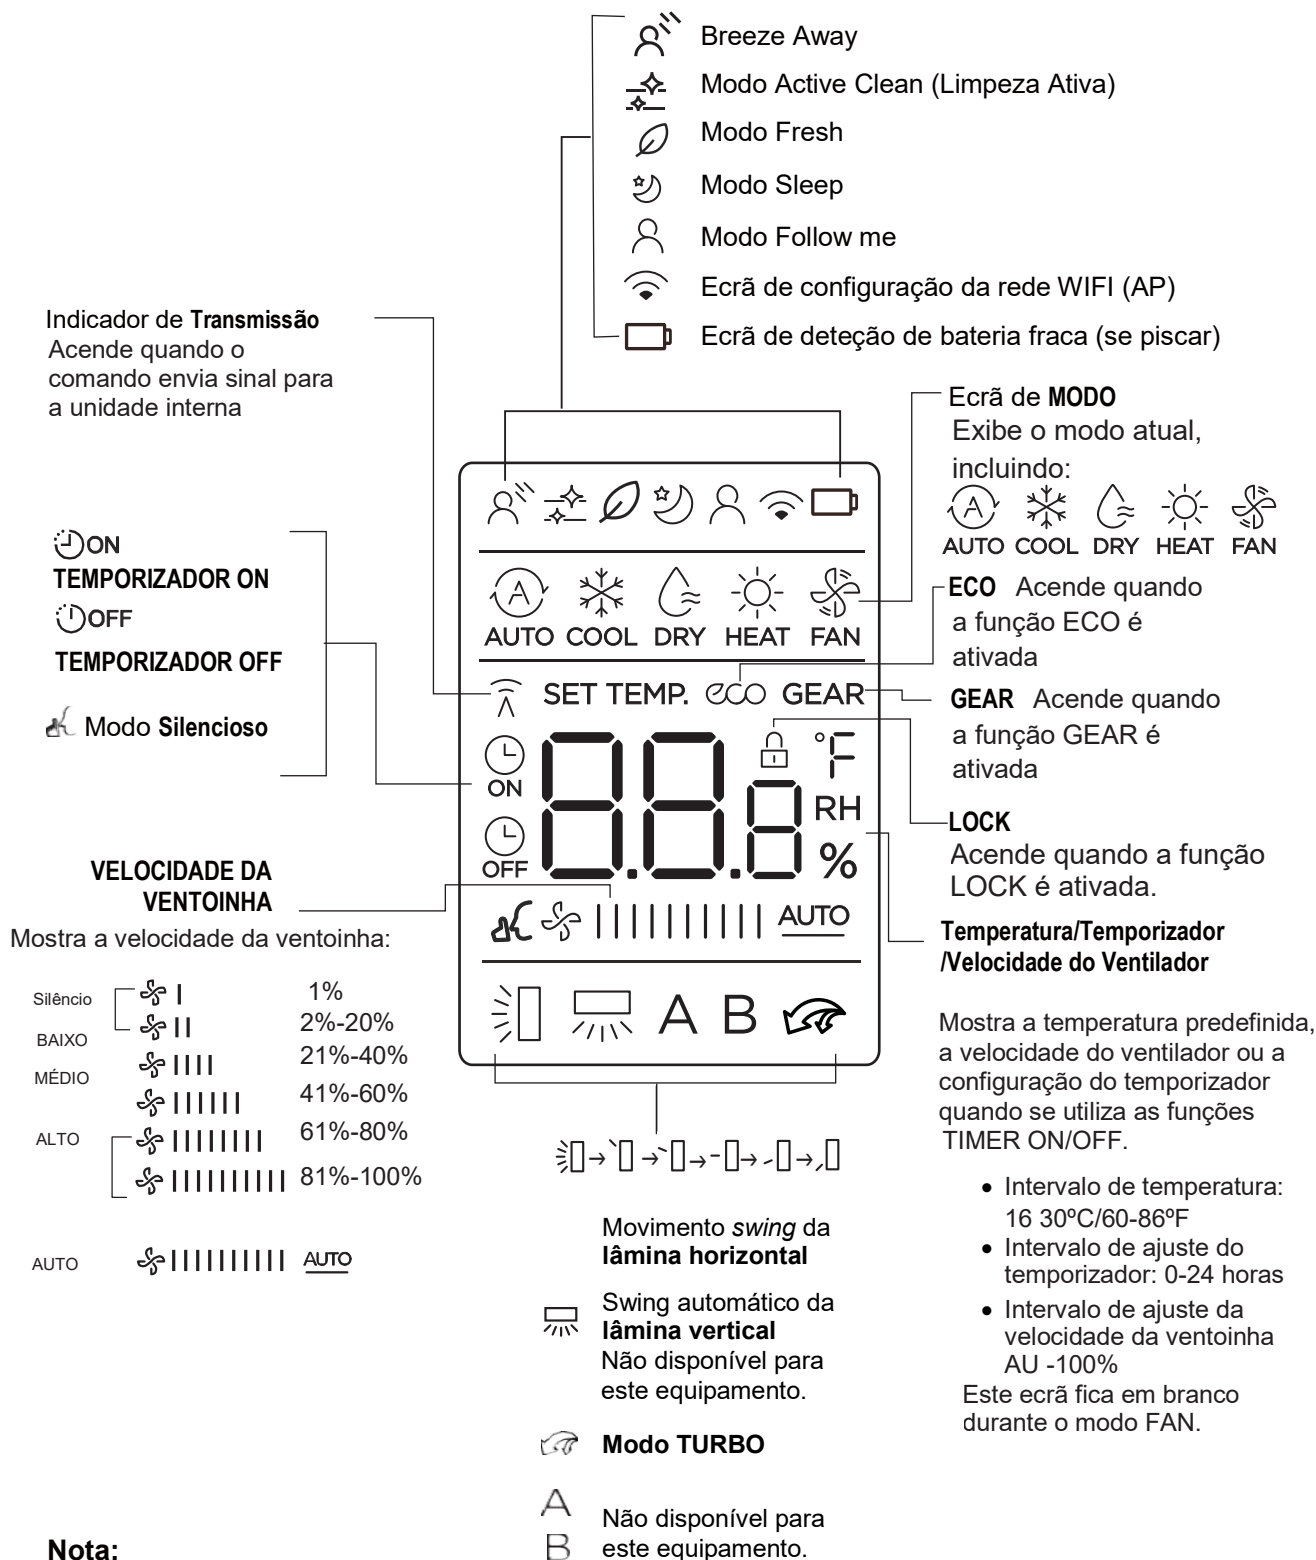 Breeze Away
Modo Active Clean (Limpeza Ativa)
Modo Fresh
Modo Sleep
Modo Follow me
Ecrã de configuração da rede WIFI (AP)
Ecrã de deteção de bateria fraca (se piscar)
Indicador de Transmissão
Acende quando o
comando envia sinal para
a unidade interna
ON
TEMPORIZADOR ON
OFF
TEMPORIZADOR OFF
Modo Silencioso
VELOCIDADE DA
VENTOINHA
Mostra a velocidade da ventoinha:
Silêncio 1%
2%-20%
BAIXO
21%-40%
MÉDIO
41%-60%
ALTO 61%-80%
81%-100%
AUTO AUTO
A
AUTO COOL DRY HEAT FAN
SET TEMP. eco GEAR
ON
88.8 °F
RH
OFF
%
AUTO
A B
Movimento swing da
lâmina horizontal
Swing automático da
lâmina vertical
Não disponível para
este equipamento.
Modo TURBO
A
B
Não disponível para
este equipamento.
Ecrã de MODO
Exibe o modo atual,
incluindo:
A
AUTO COOL DRY HEAT FAN
ECO Acende quando
a função ECO é
ativada
GEAR Acende quando
a função GEAR é
ativada
LOCK
Acende quando a função
LOCK é ativada.
Temperatura/Temporizador
/Velocidade do Ventilador
Mostra a temperatura predefinida,
a velocidade do ventilador ou a
configuração do temporizador
quando se utiliza as funções
TIMER ON/OFF.
• Intervalo de temperatura:
16 30ºC/60-86ºF
• Intervalo de ajuste do
temporizador: 0-24 horas
• Intervalo de ajuste da
velocidade da ventoinha
AU -100%
Este ecrã fica em branco
durante o modo FAN.
Nota: